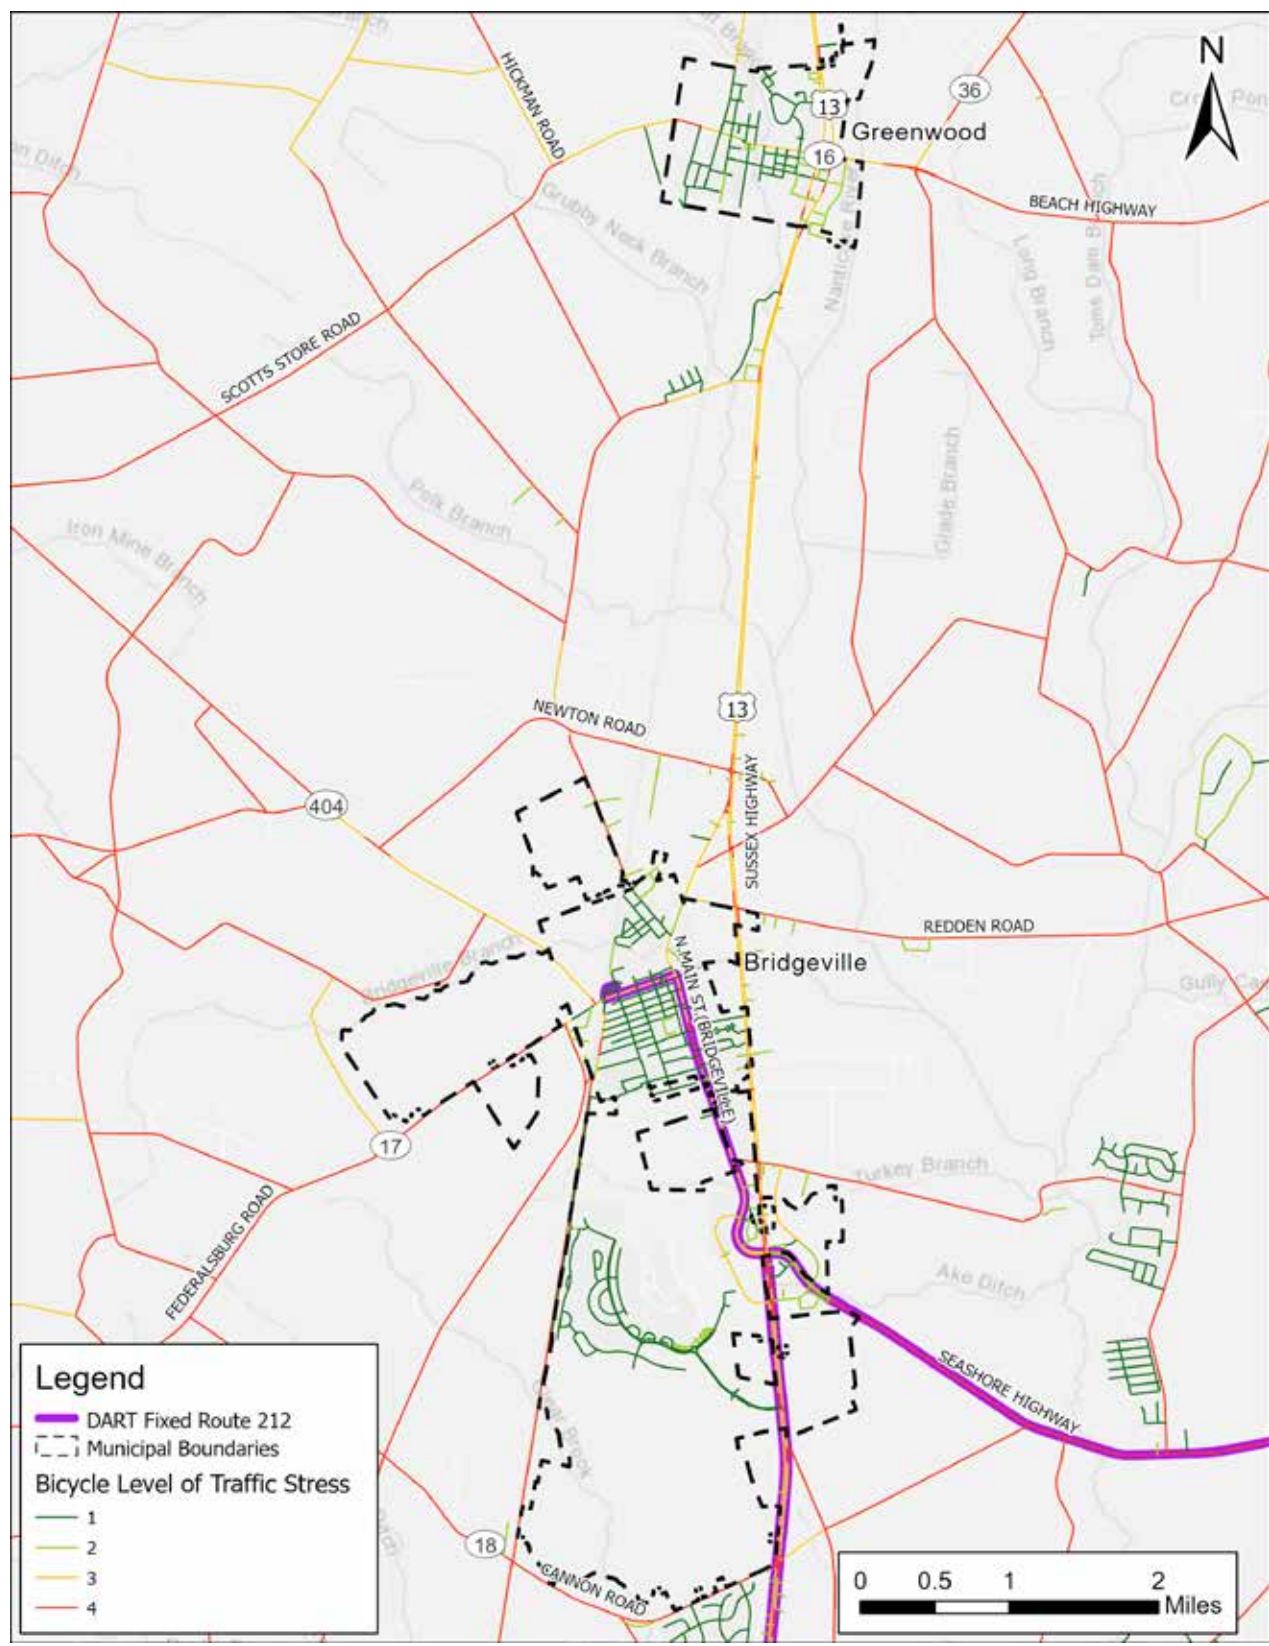 N
HICKMAN ROAD
36
13
Greenwood
16
BEACH HIGHWAY
Grubby Neck Branch
Nanticoke River
Long Branch
Toms Dam Branch
SCOTTS STORE ROAD
Glade Branch
Polk Branch
Iron Mine Branch
13
NEWTON ROAD
SUSSEX HIGHWAY
404
REDDEN ROAD
Bridgeville Branch
N. MAIN ST. (BRIDGEVILLE)
Bridgeville
17
Turkey Branch
FEDERALSBURG ROAD
Ake Ditch
SEASHORE HIGHWAY
18
CANNON ROAD
Legend
DART Fixed Route 212
Municipal Boundaries
Bicycle Level of Traffic Stress
1
2
3
4
0 0.5 1 2
Miles